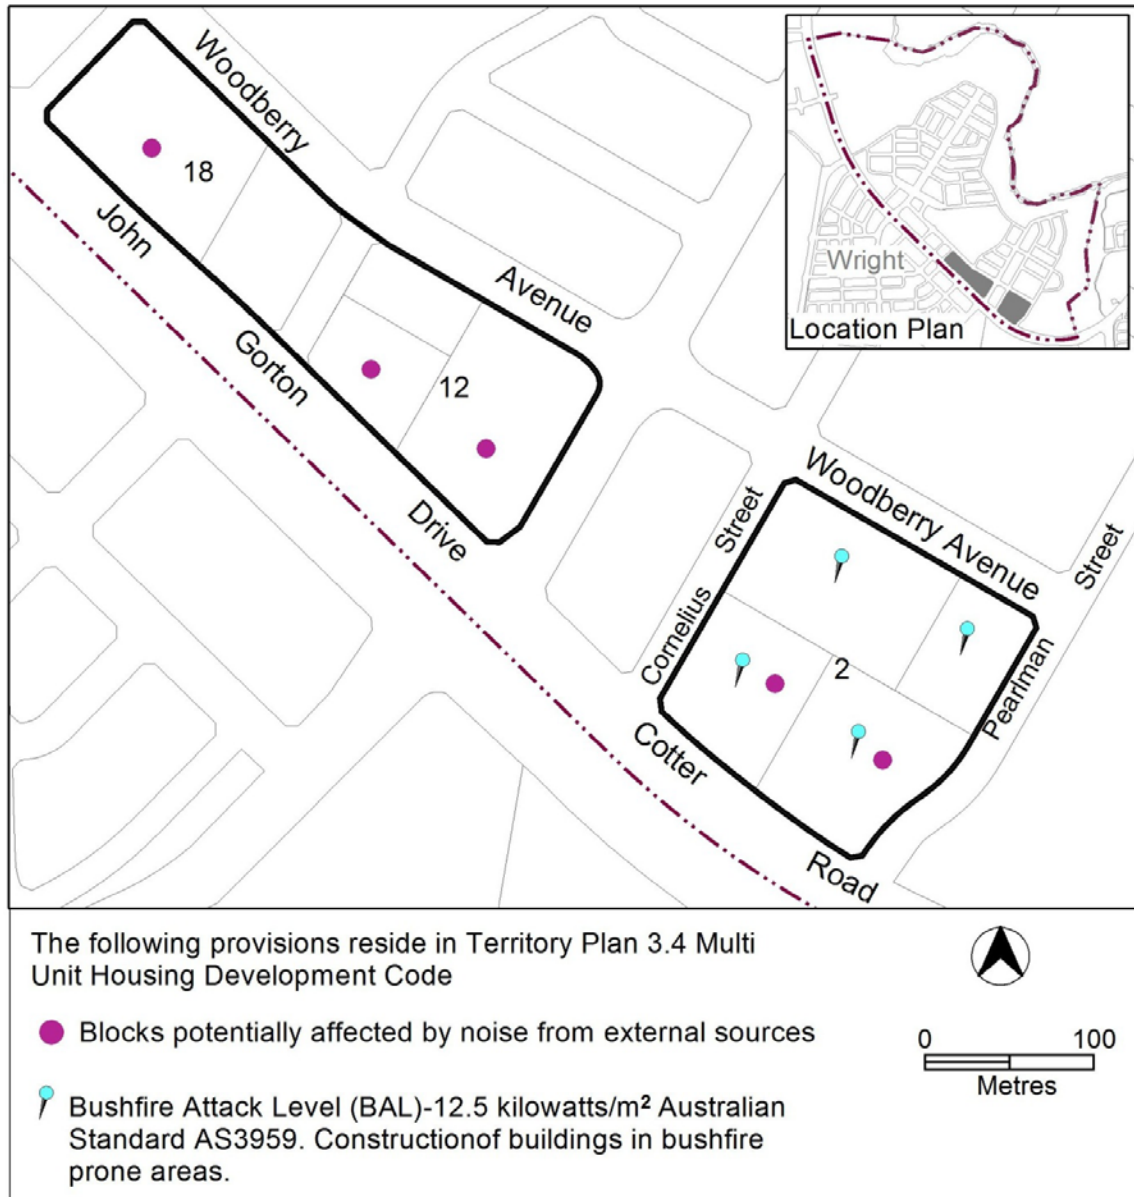 Woodberry
Avenue
18
John
Gorton
Drive
12
Wright
Location Plan
Woodberry Avenue
Street
Cornelius
Street
Pearlman
2
Cotter
Road
The following provisions reside in Territory Plan 3.4 Multi
Unit Housing Development Code
Blocks potentially affected by noise from external sources
Bushfire Attack Level (BAL)-12.5 kilowatts/m² Australian
Standard AS3959. Constructionof buildings in bushfire
prone areas.
0 100
Metres